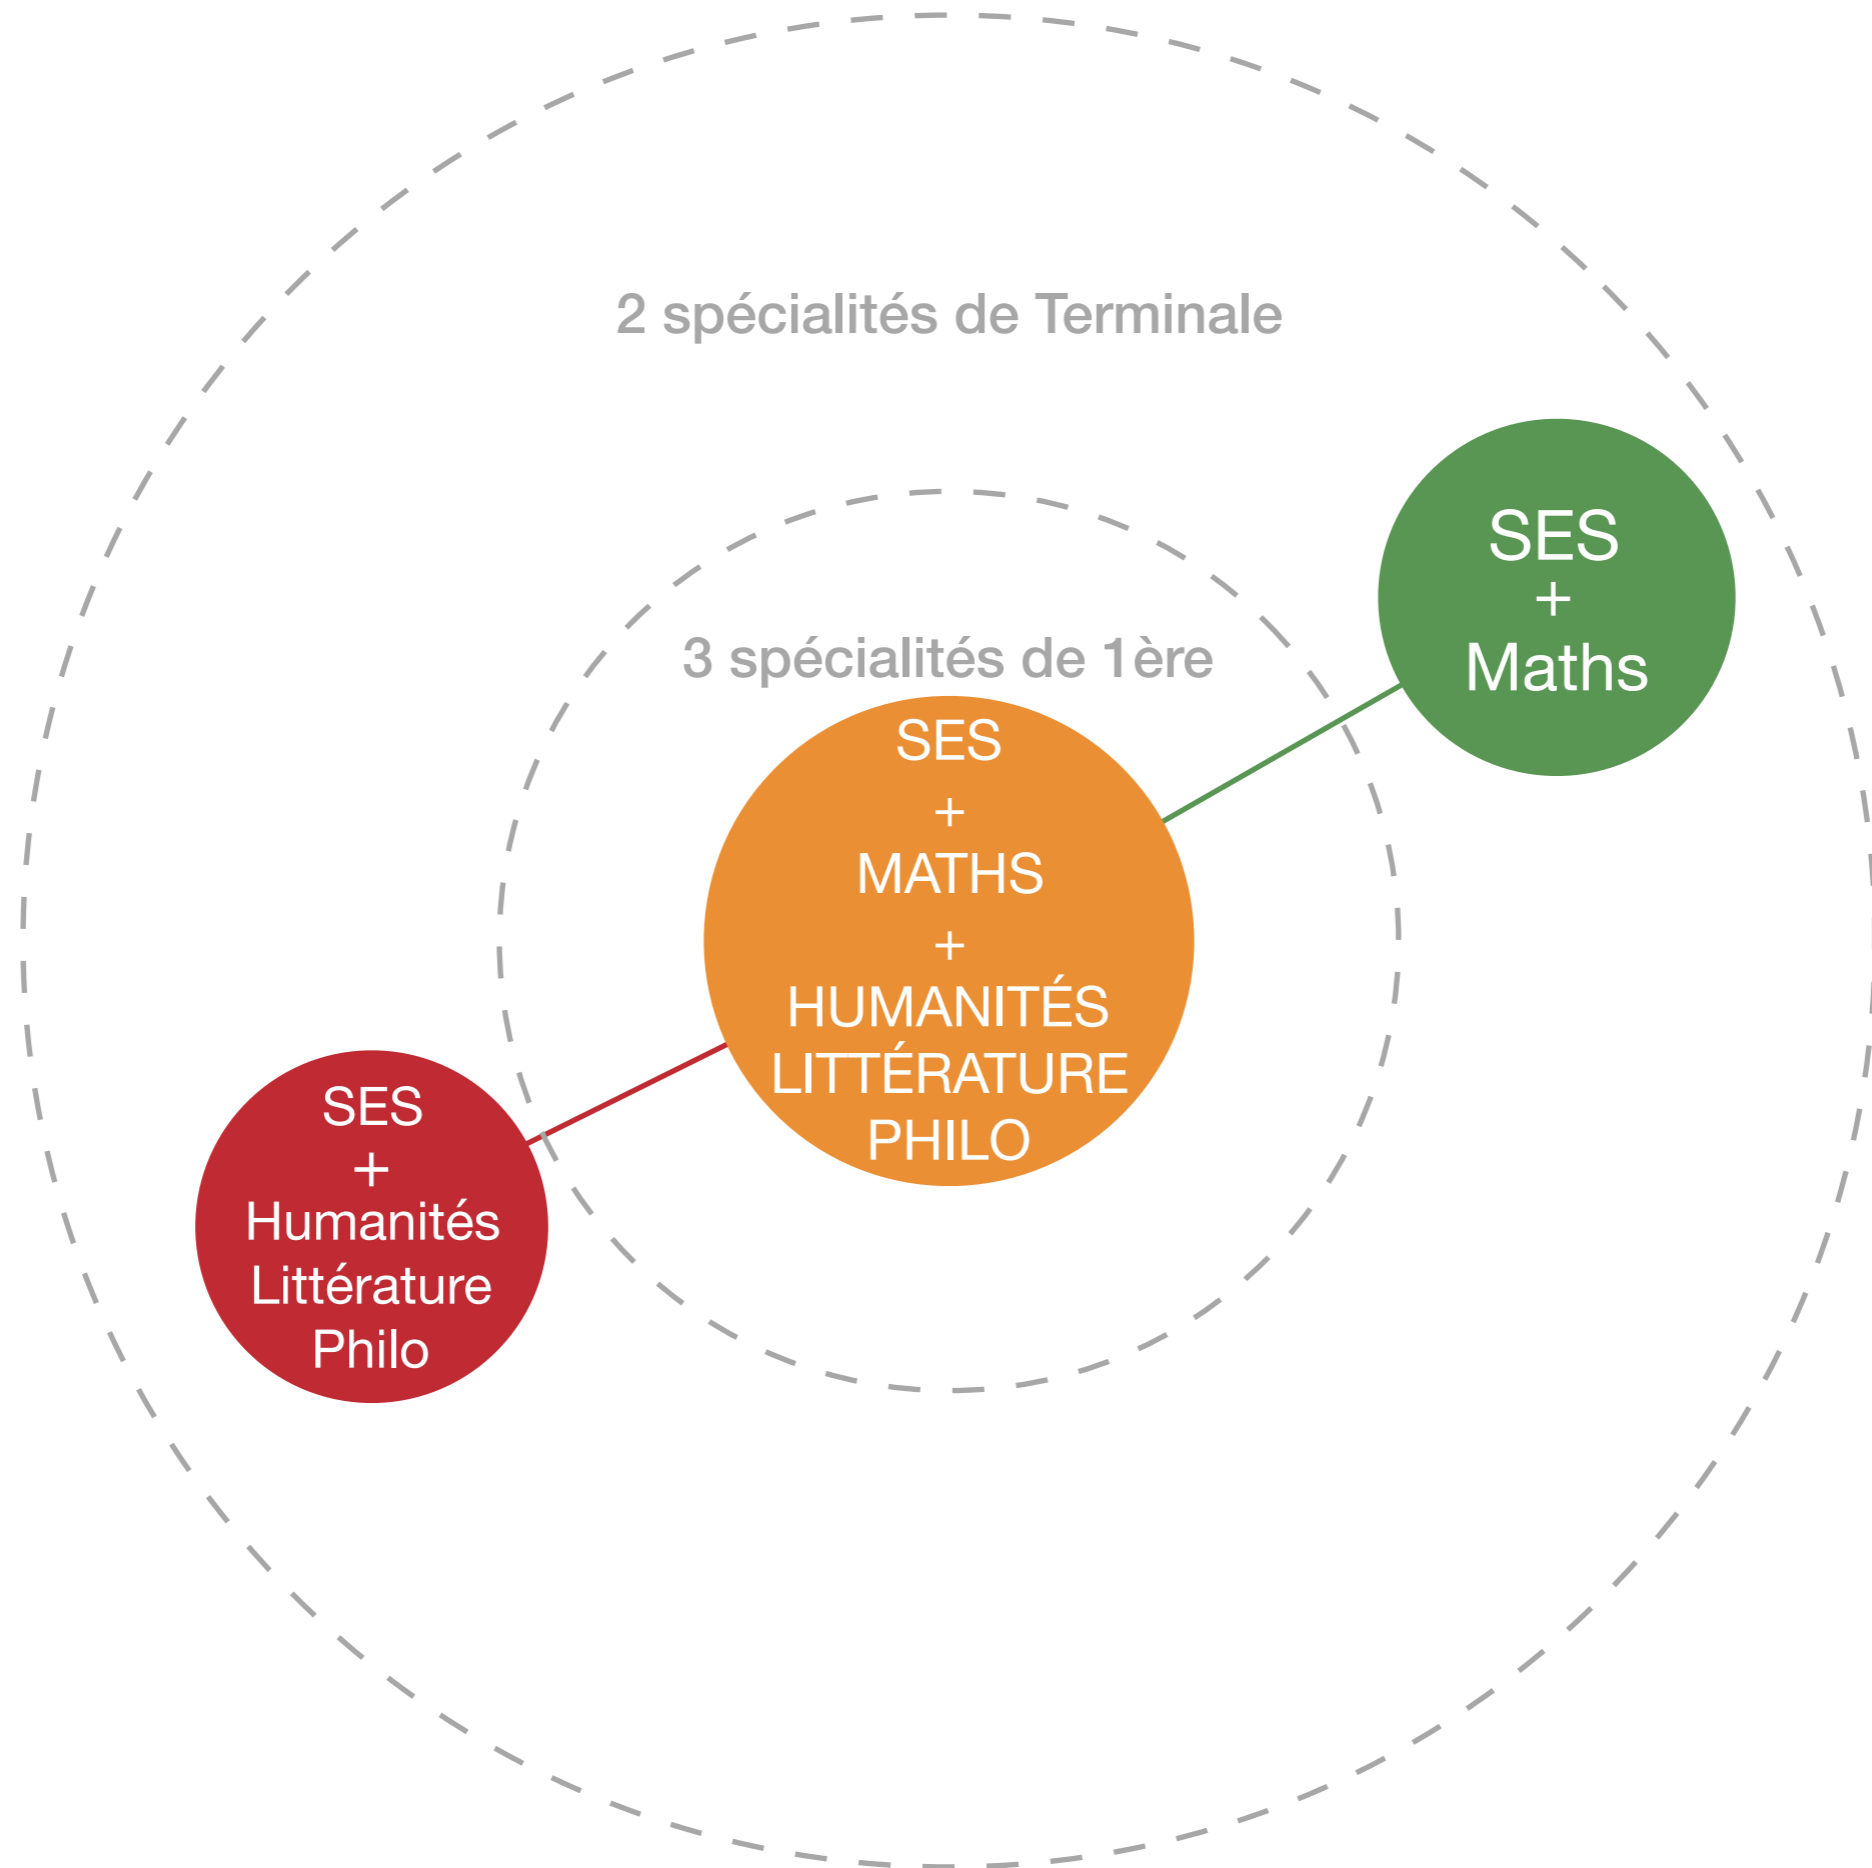 2 spécialités de Terminale
3 spécialités de 1ère
SES
+
Maths
SES
+
MATHS
+
HUMANITÉS
LITTÉRATURE
PHILO
SES
+
Humanités
Littérature
Philo